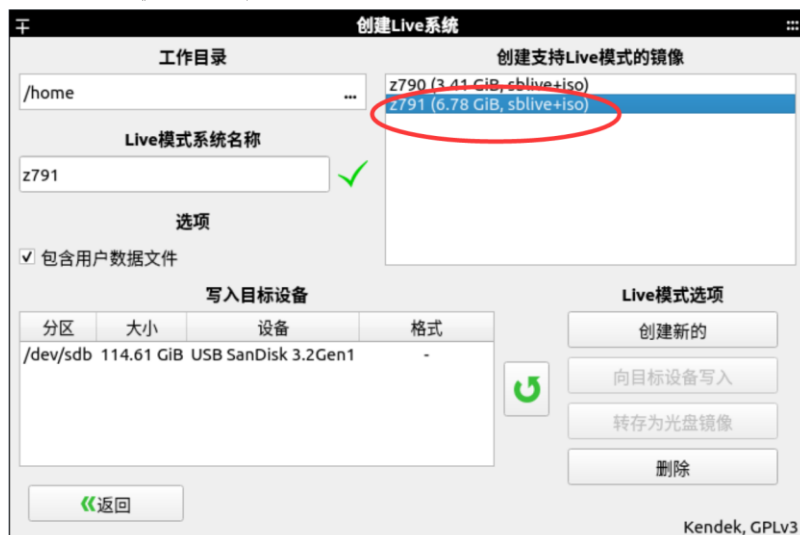 创建Live系统
工作目录
/home
...
Live模式系统名称
z791
选项
包含用户数据文件
创建支持Live模式的镜像
z790 (3.41 GiB, sblive+iso)
z791 (6.78 GiB, sblive+iso)
写入目标设备
分区 大小 设备 格式
/dev/sdb 114.61 GiB USB SanDisk 3.2Gen1 -
Live模式选项
创建新的
向目标设备写入
转存为光盘镜像
删除
返回
Kendek, GPLv3